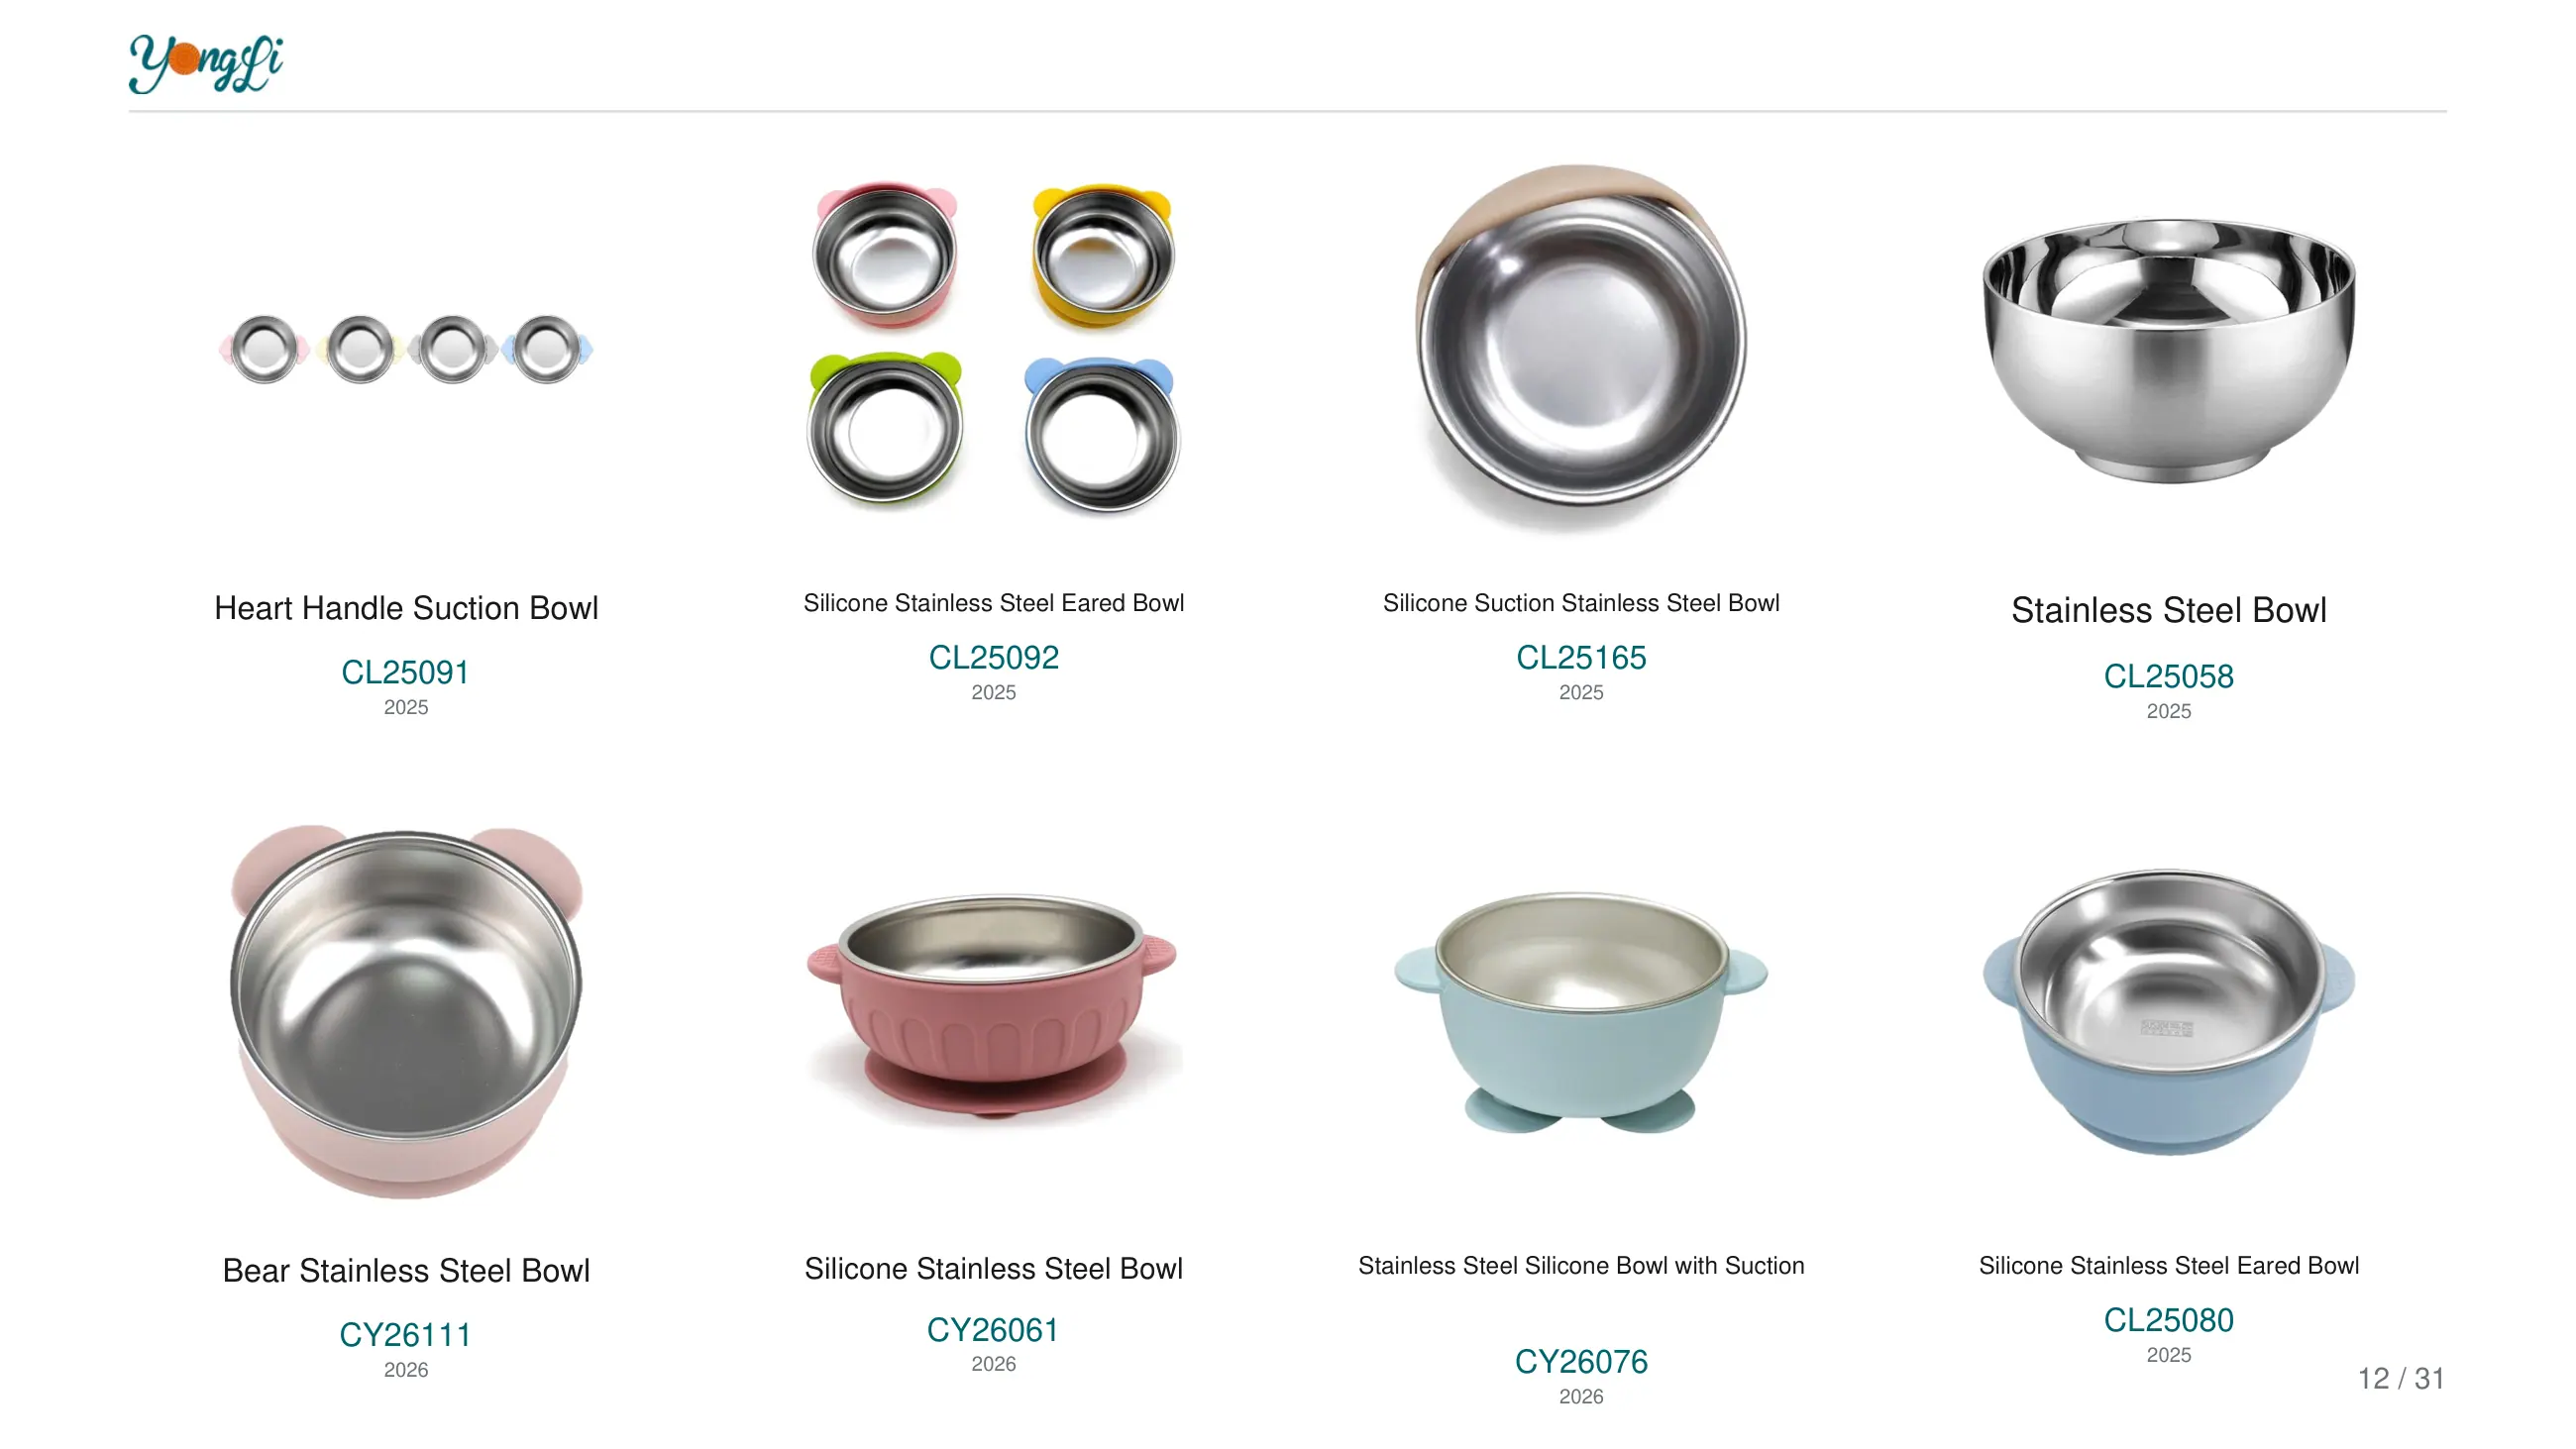 YongLi
Heart Handle Suction Bowl
CL25091
2025
Silicone Stainless Steel Eared Bowl
CL25092
2025
Silicone Suction Stainless Steel Bowl
CL25165
2025
Stainless Steel Bowl
CL25058
2025
Bear Stainless Steel Bowl
CY26111
2026
Silicone Stainless Steel Bowl
CY26061
2026
Stainless Steel Silicone Bowl with Suction
CY26076
2026
Silicone Stainless Steel Eared Bowl
CL25080
2025
12 / 31